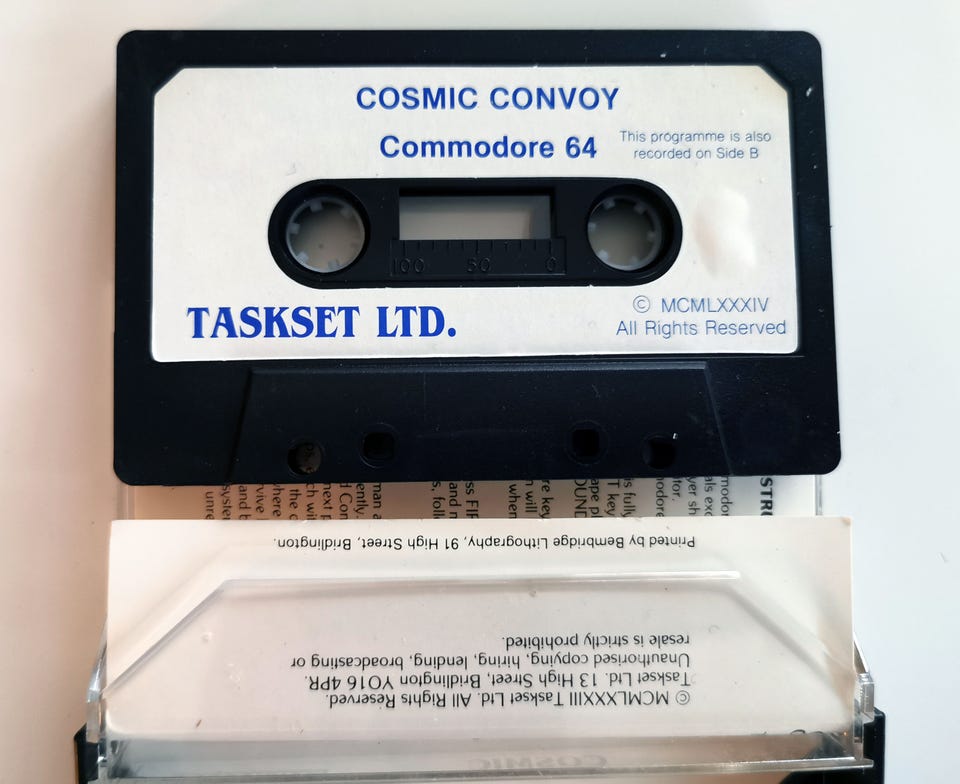 COSMIC CONVOY
Commodore 64
This programme is also
recorded on Side B
100 50 0
TASKSET LTD.
© MCMLXXXIV
All Rights Reserved
Printed by Bembridge Lithography, 91 High Street, Bridlington.
© MCMLXXXIII Taskset Ltd. All Rights Reserved.
Taskset Ltd. 13 High Street, Bridlington YO16 4PR.
Unauthorised copying, hiring, lending, broadcasting or
resale is strictly prohibited.
COSMIC